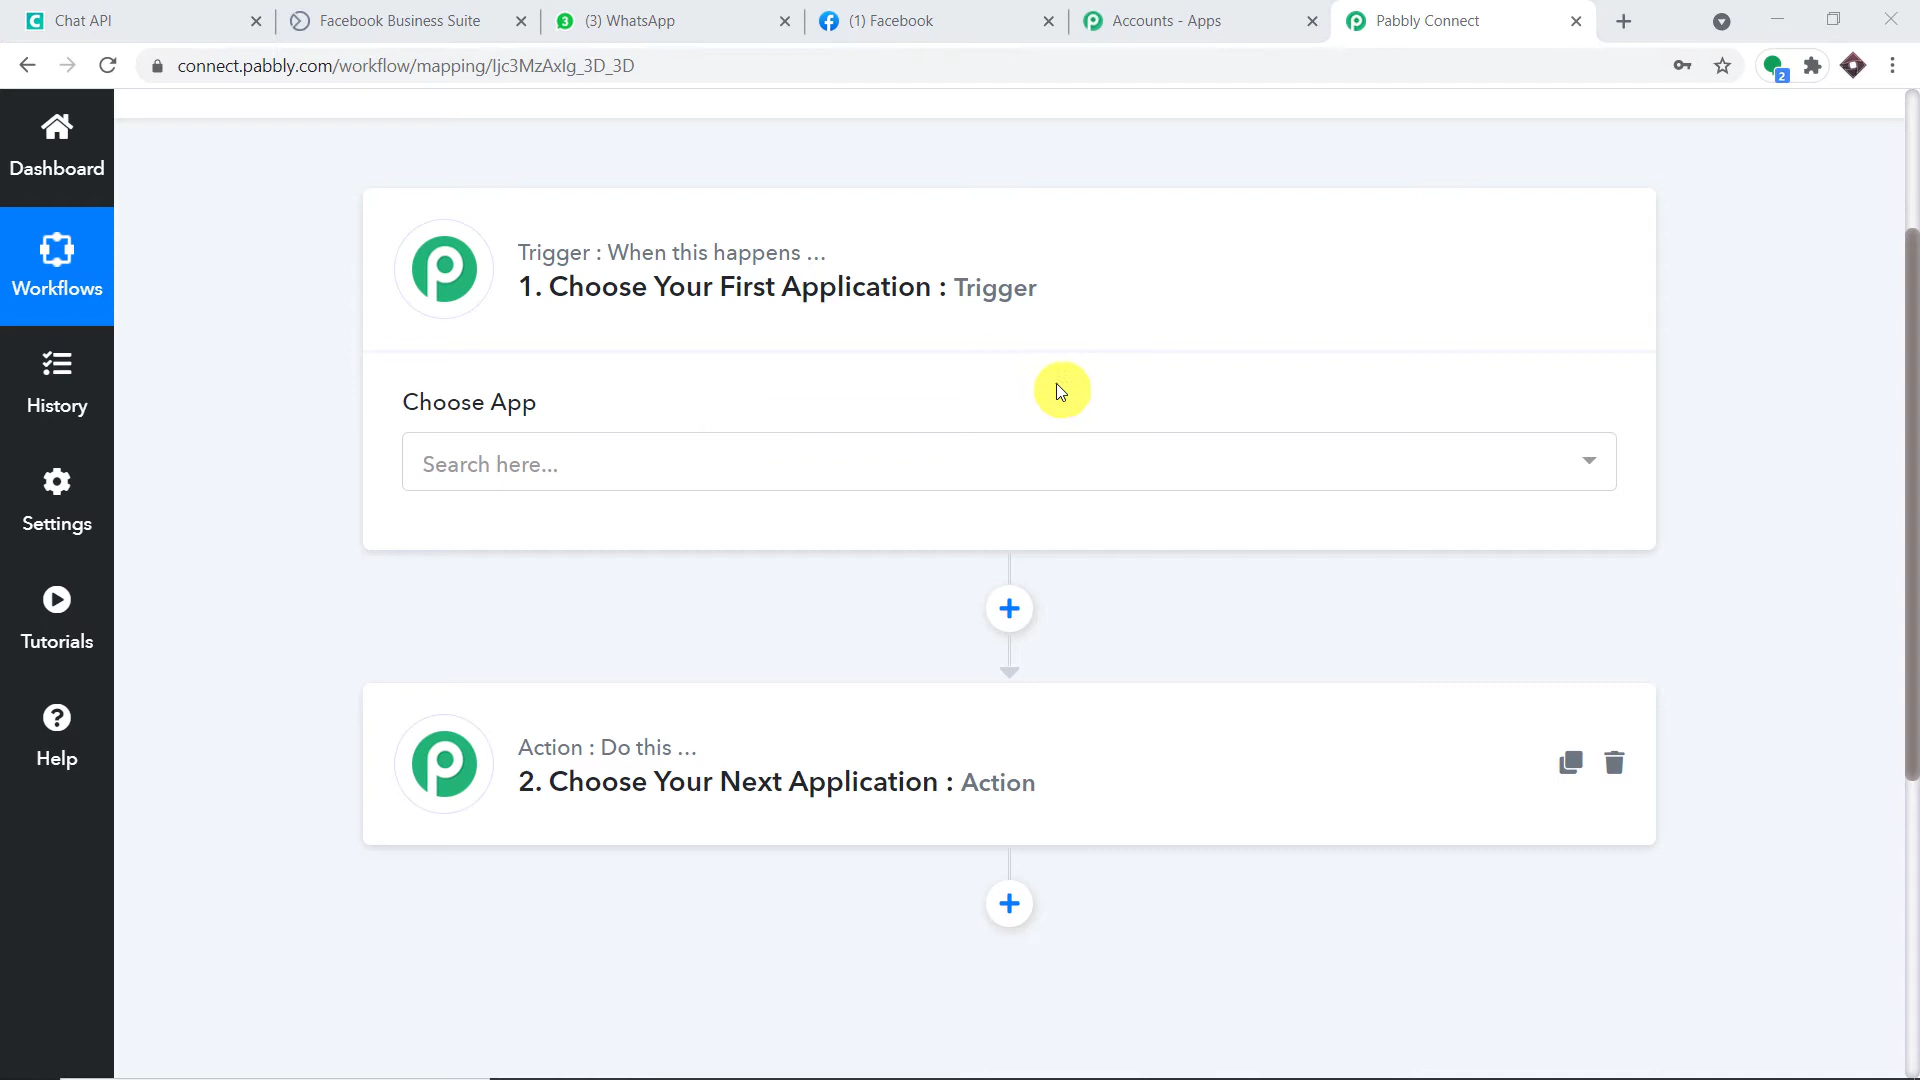 Chat API
Facebook Business Suite
(3) WhatsApp
(1) Facebook
Accounts - Apps
Pabbly Connect
connect.pabbly.com/workflow/mapping/Ijc3MzAxIg_3D_3D
2
Dashboard
Workflows
History
Settings
Tutorials
Help
Trigger : When this happens ...
1. Choose Your First Application : Trigger
Choose App
Search here...
Action : Do this ...
2. Choose Your Next Application : Action